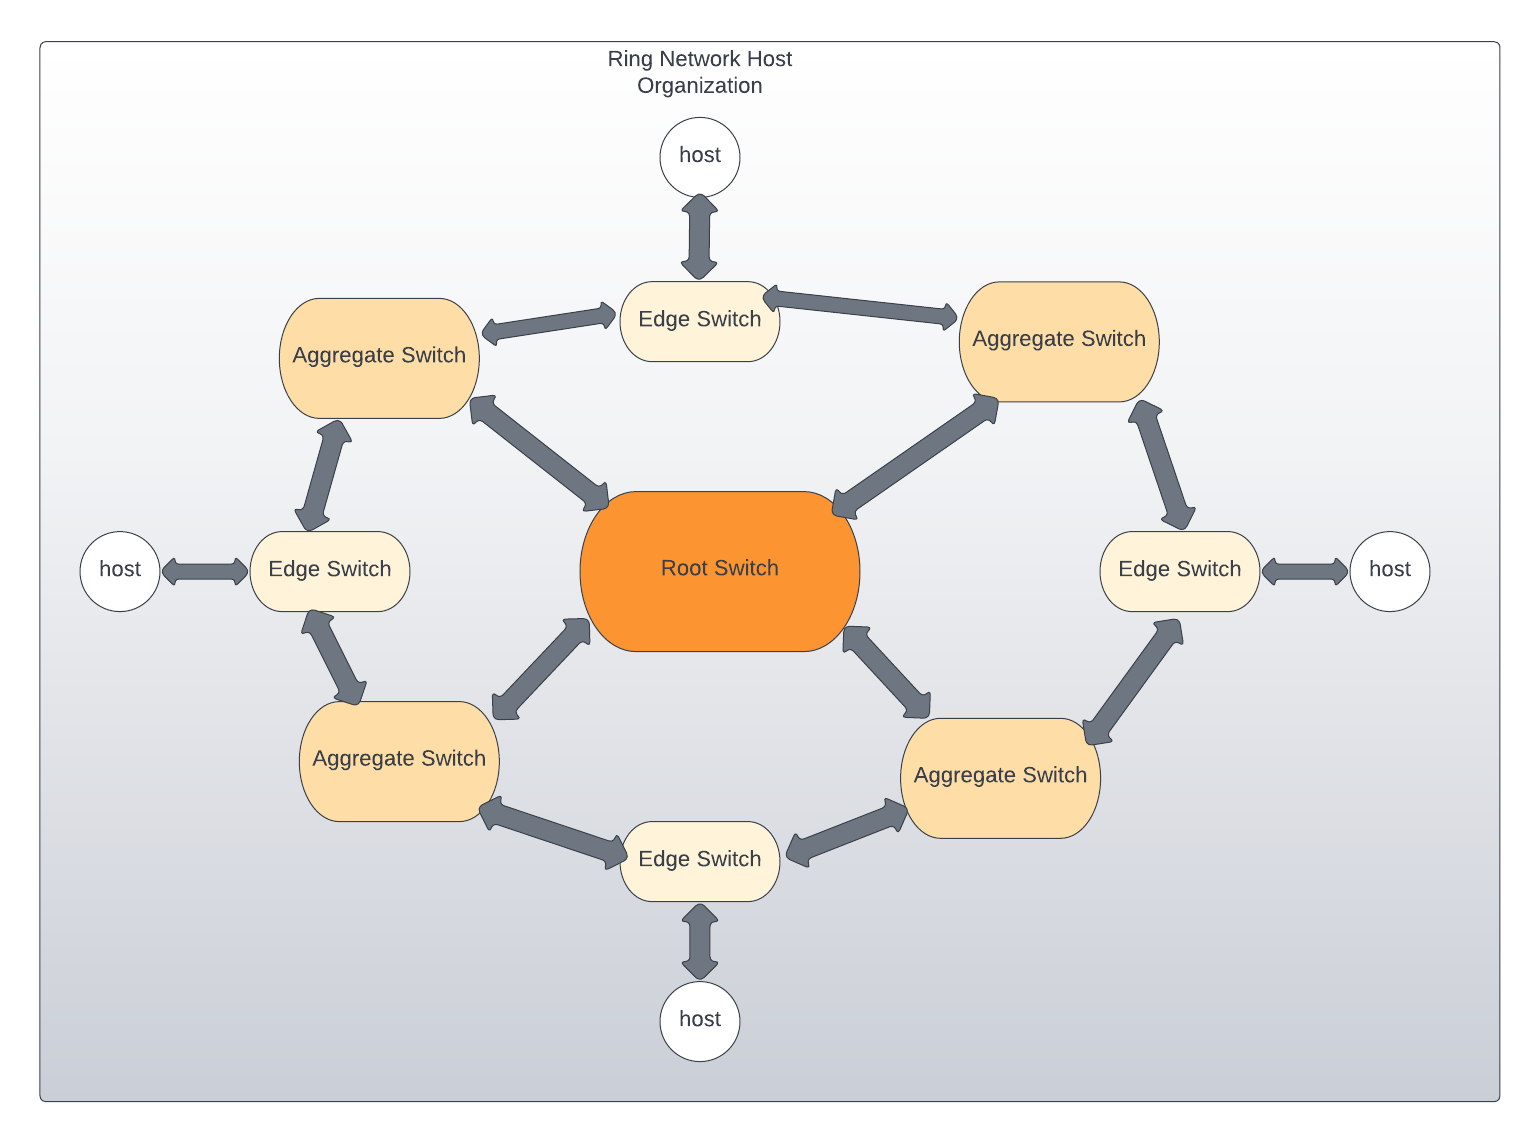 Ring Network Host
Organization
host
Edge Switch
Aggregate Switch
Aggregate Switch
host
Edge Switch
Root Switch
Edge Switch
host
Aggregate Switch
Aggregate Switch
Edge Switch
host